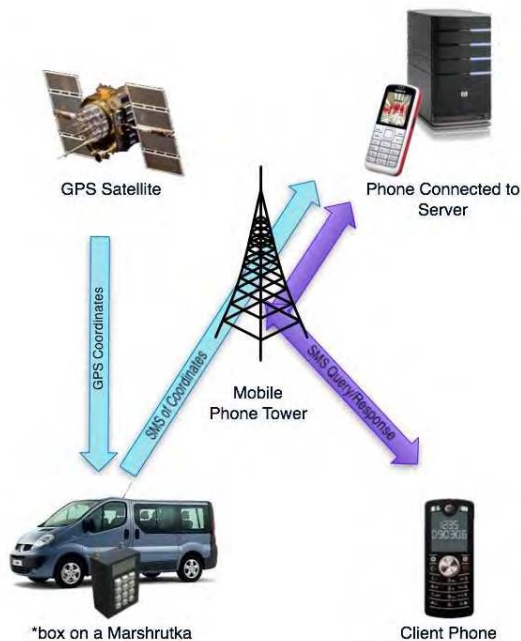 GPS Satellite
Phone Connected to
Server
GPS Coordinates
SMS of Coordinates
SMS Query/Response
Mobile
Phone Tower
*box on a Marshrutka
Client Phone